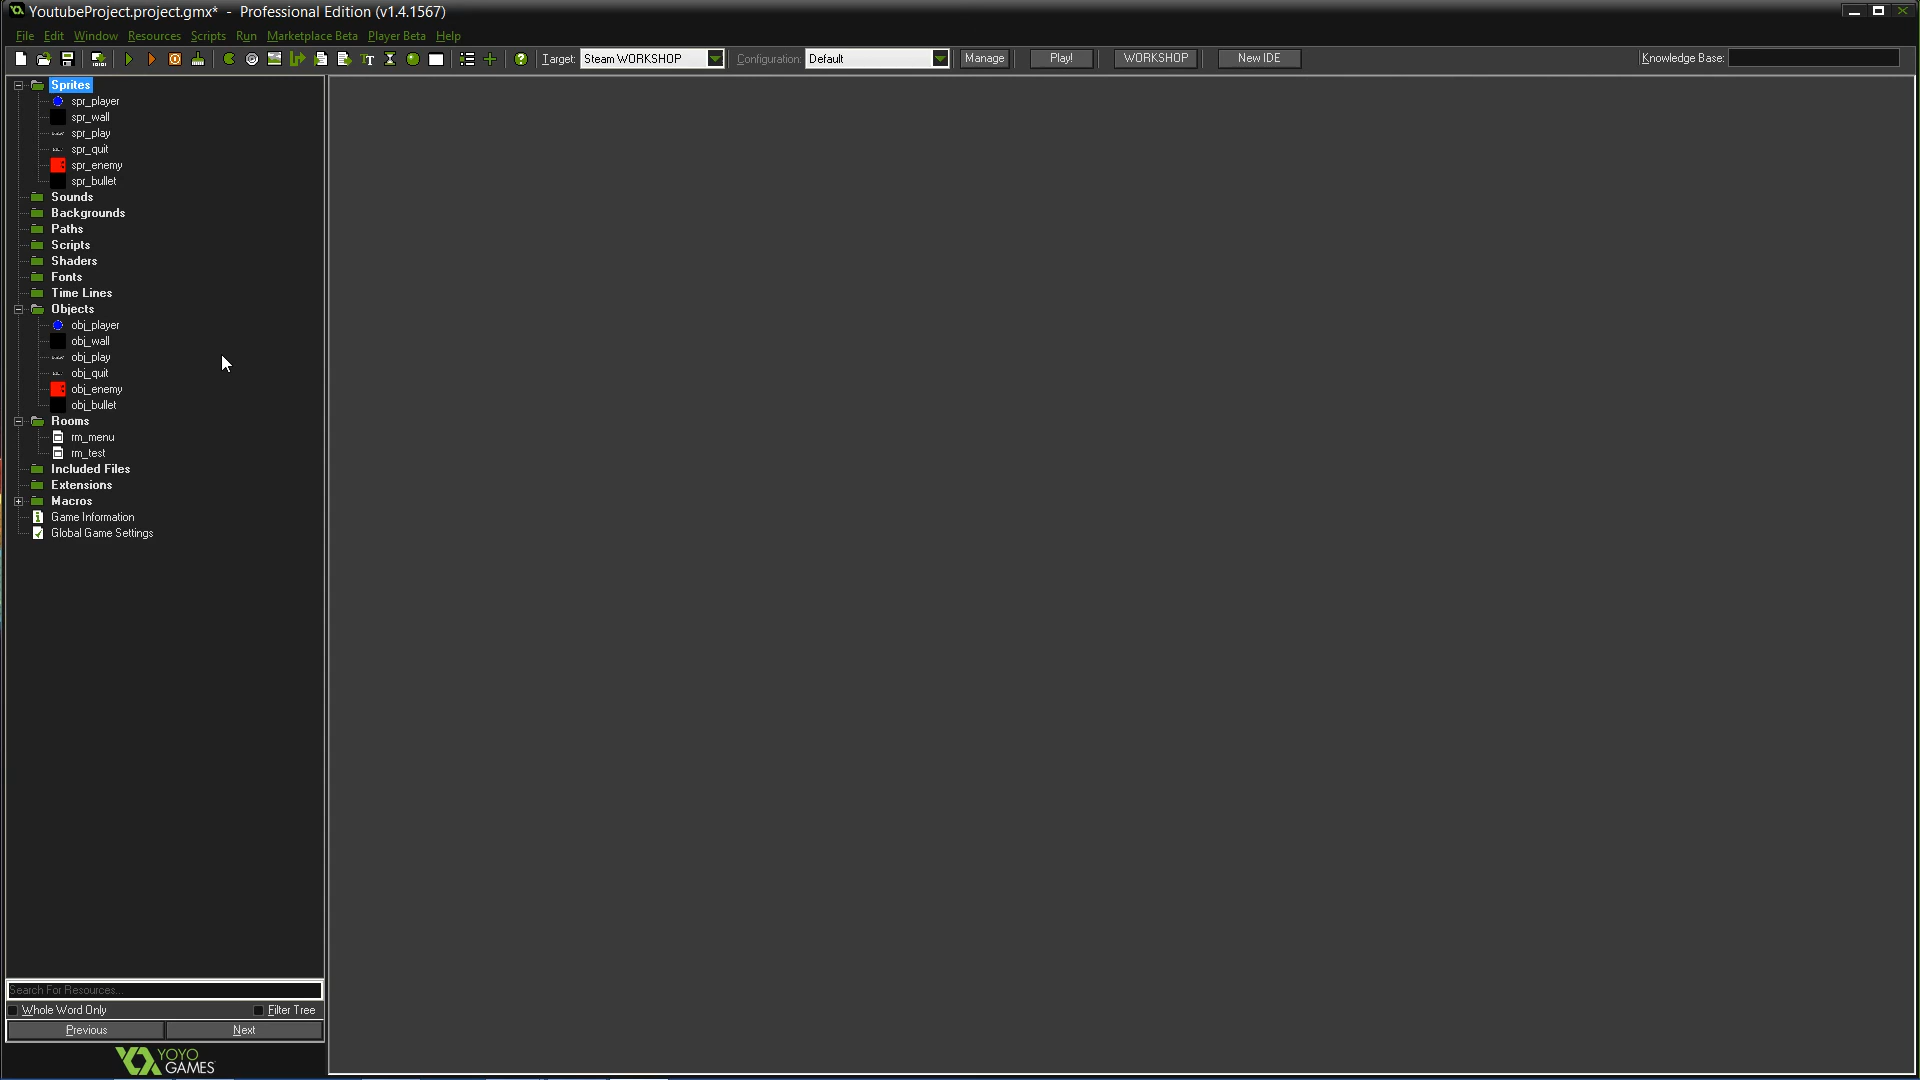 YoutubeProject.project.gmx* - Professional Edition (v1.4.1567)
File Edit Window Resources Scripts Run Marketplace Beta Player Beta Help
Target: Steam WORKSHOP Configuration: Default Manage Play! WORKSHOP New IDE Knowledge Base:
Sprites
spr_player
spr_wall
spr_play
spr_quit
spr_enemy
spr_bullet
Sounds
Backgrounds
Paths
Scripts
Shaders
Fonts
Time Lines
Objects
obj_player
obj_wall
obj_play
obj_quit
obj_enemy
obj_bullet
Rooms
rm_menu
rm_test
Included Files
Extensions
Macros
Game Information
Global Game Settings
Search For Resources...
Whole Word Only Filter Tree
Previous Next
YOYO
GAMES